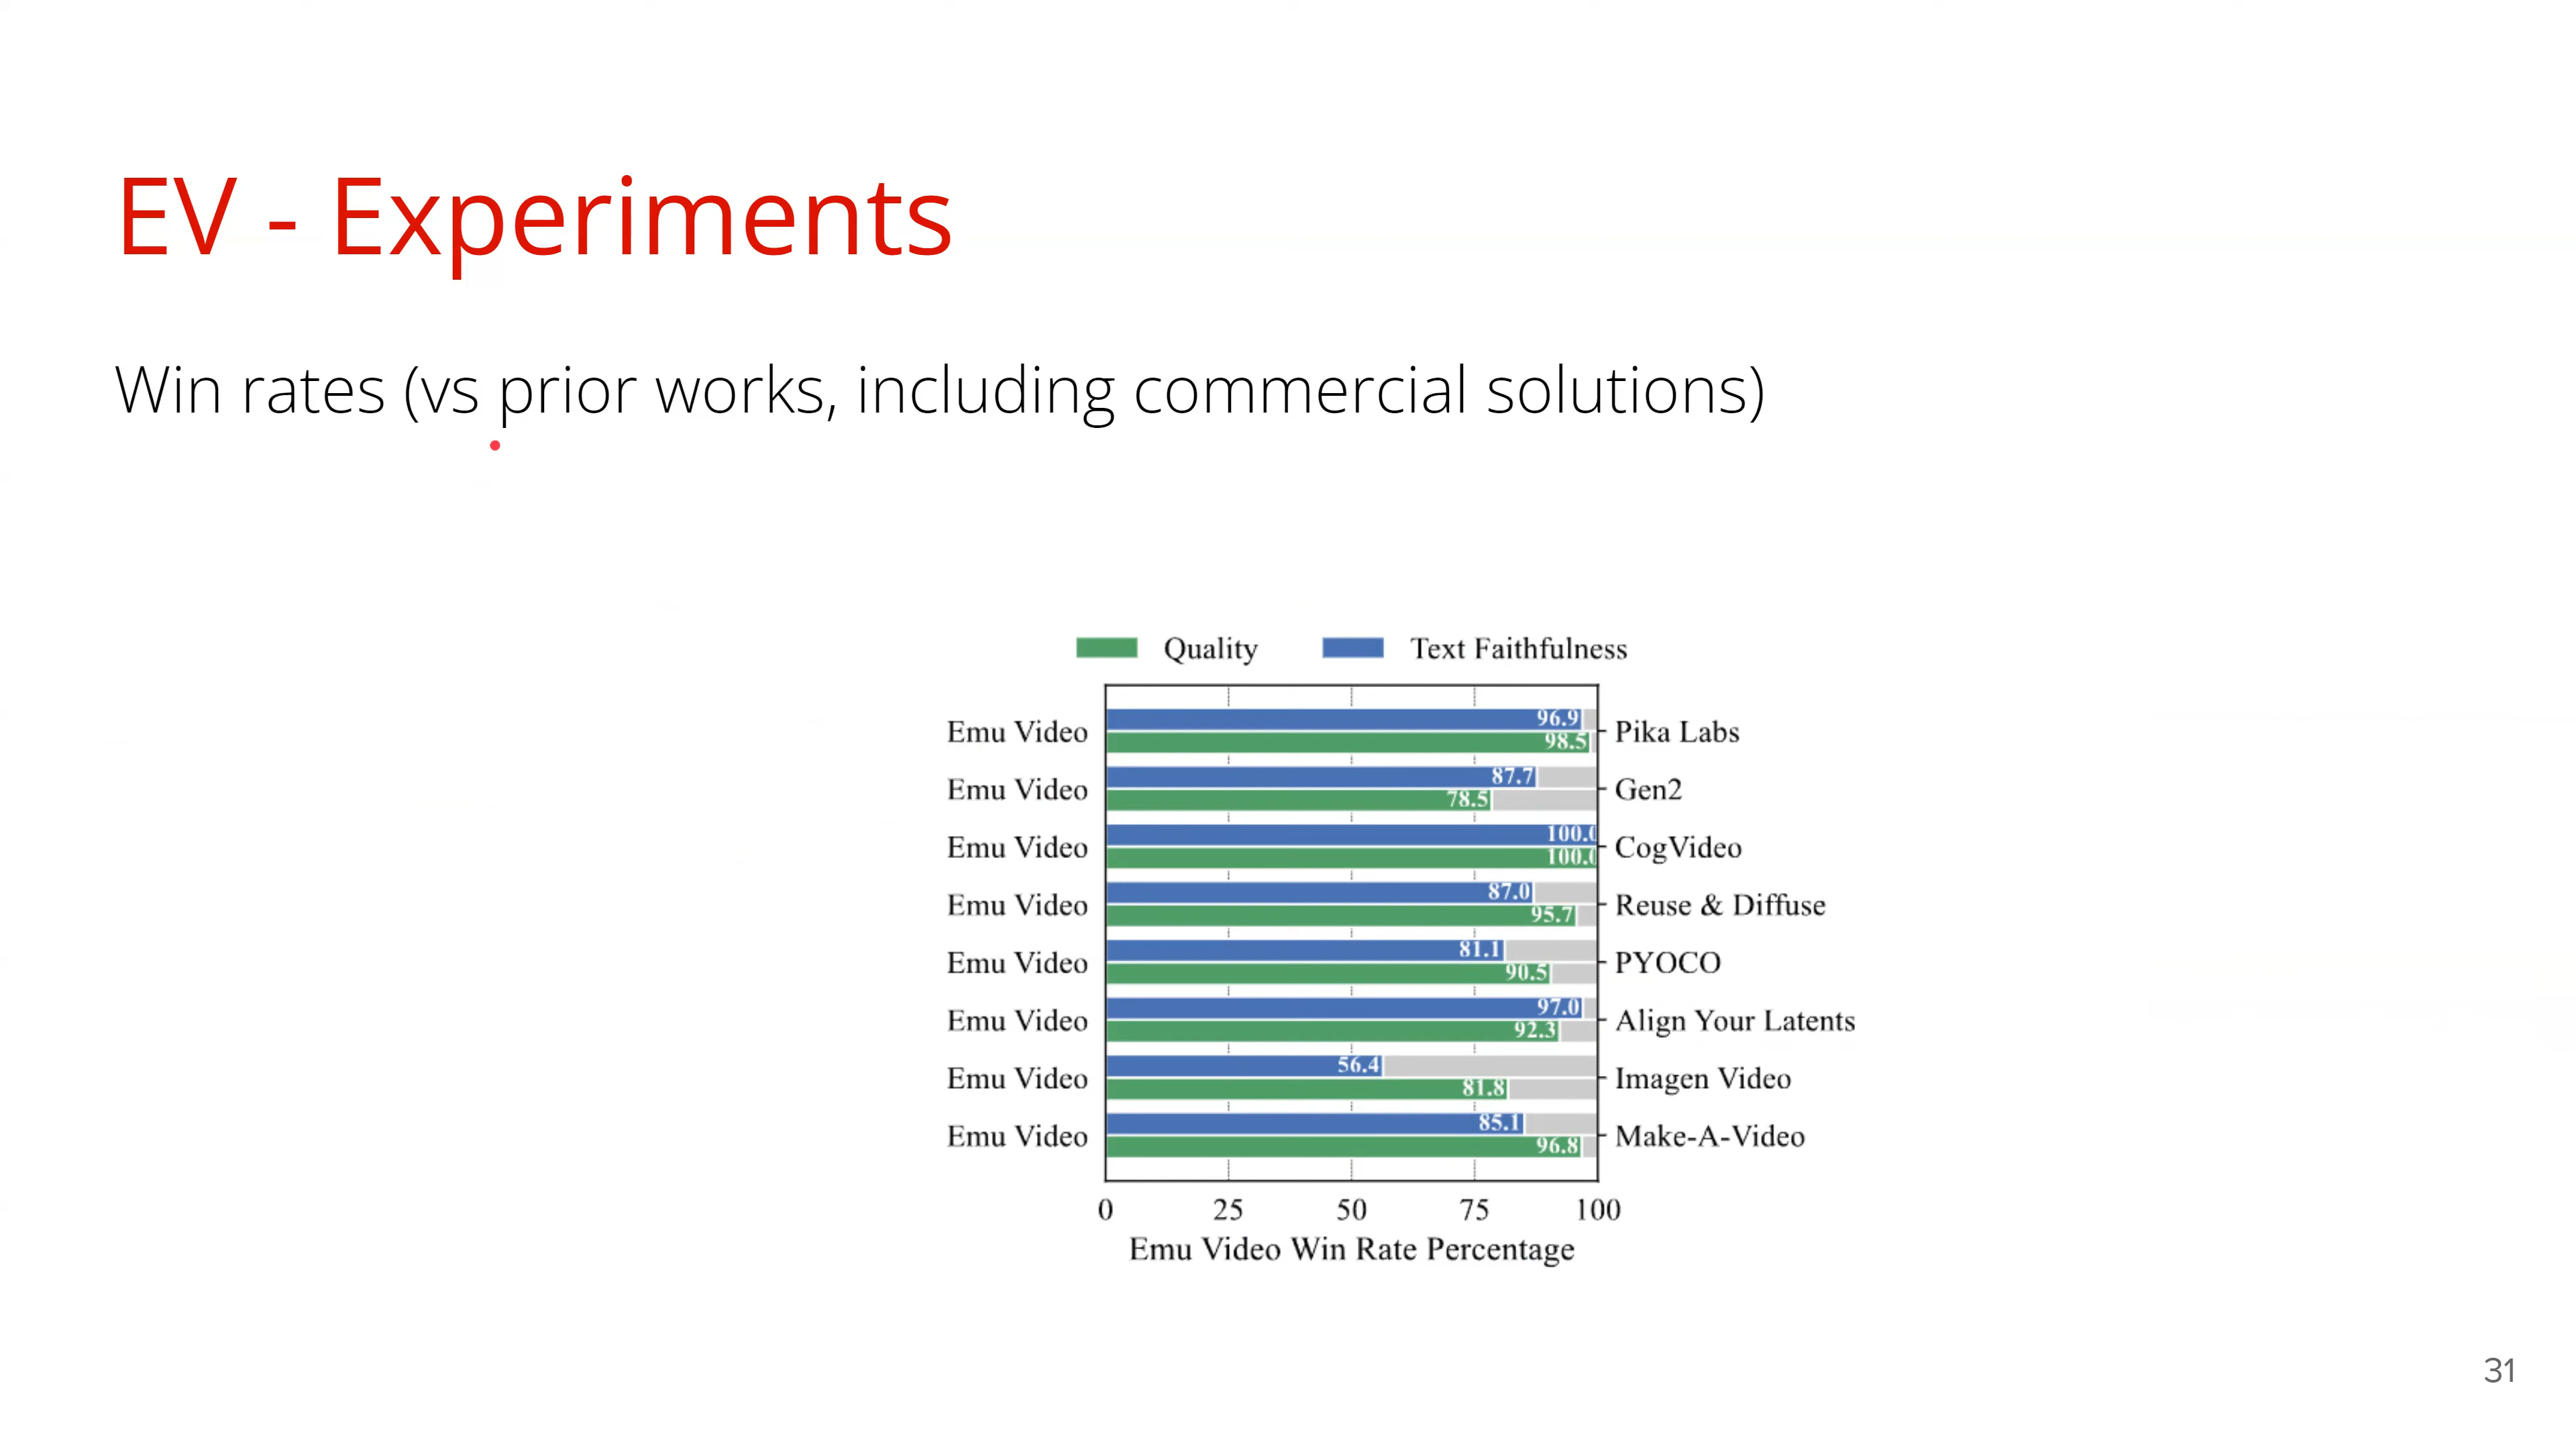 EV - Experiments
Win rates (vs prior works, including commercial solutions)
Quality Text Faithfulness
Emu Video 96.9 98.5 Pika Labs
Emu Video 87.7 78.5 Gen2
Emu Video 100.0 100.0 CogVideo
Emu Video 87.0 95.7 Reuse & Diffuse
Emu Video 81.1 90.5 PYOCO
Emu Video 97.0 92.3 Align Your Latents
Emu Video 56.4 81.8 Imagen Video
Emu Video 85.1 96.8 Make-A-Video
0 25 50 75 100
Emu Video Win Rate Percentage
31